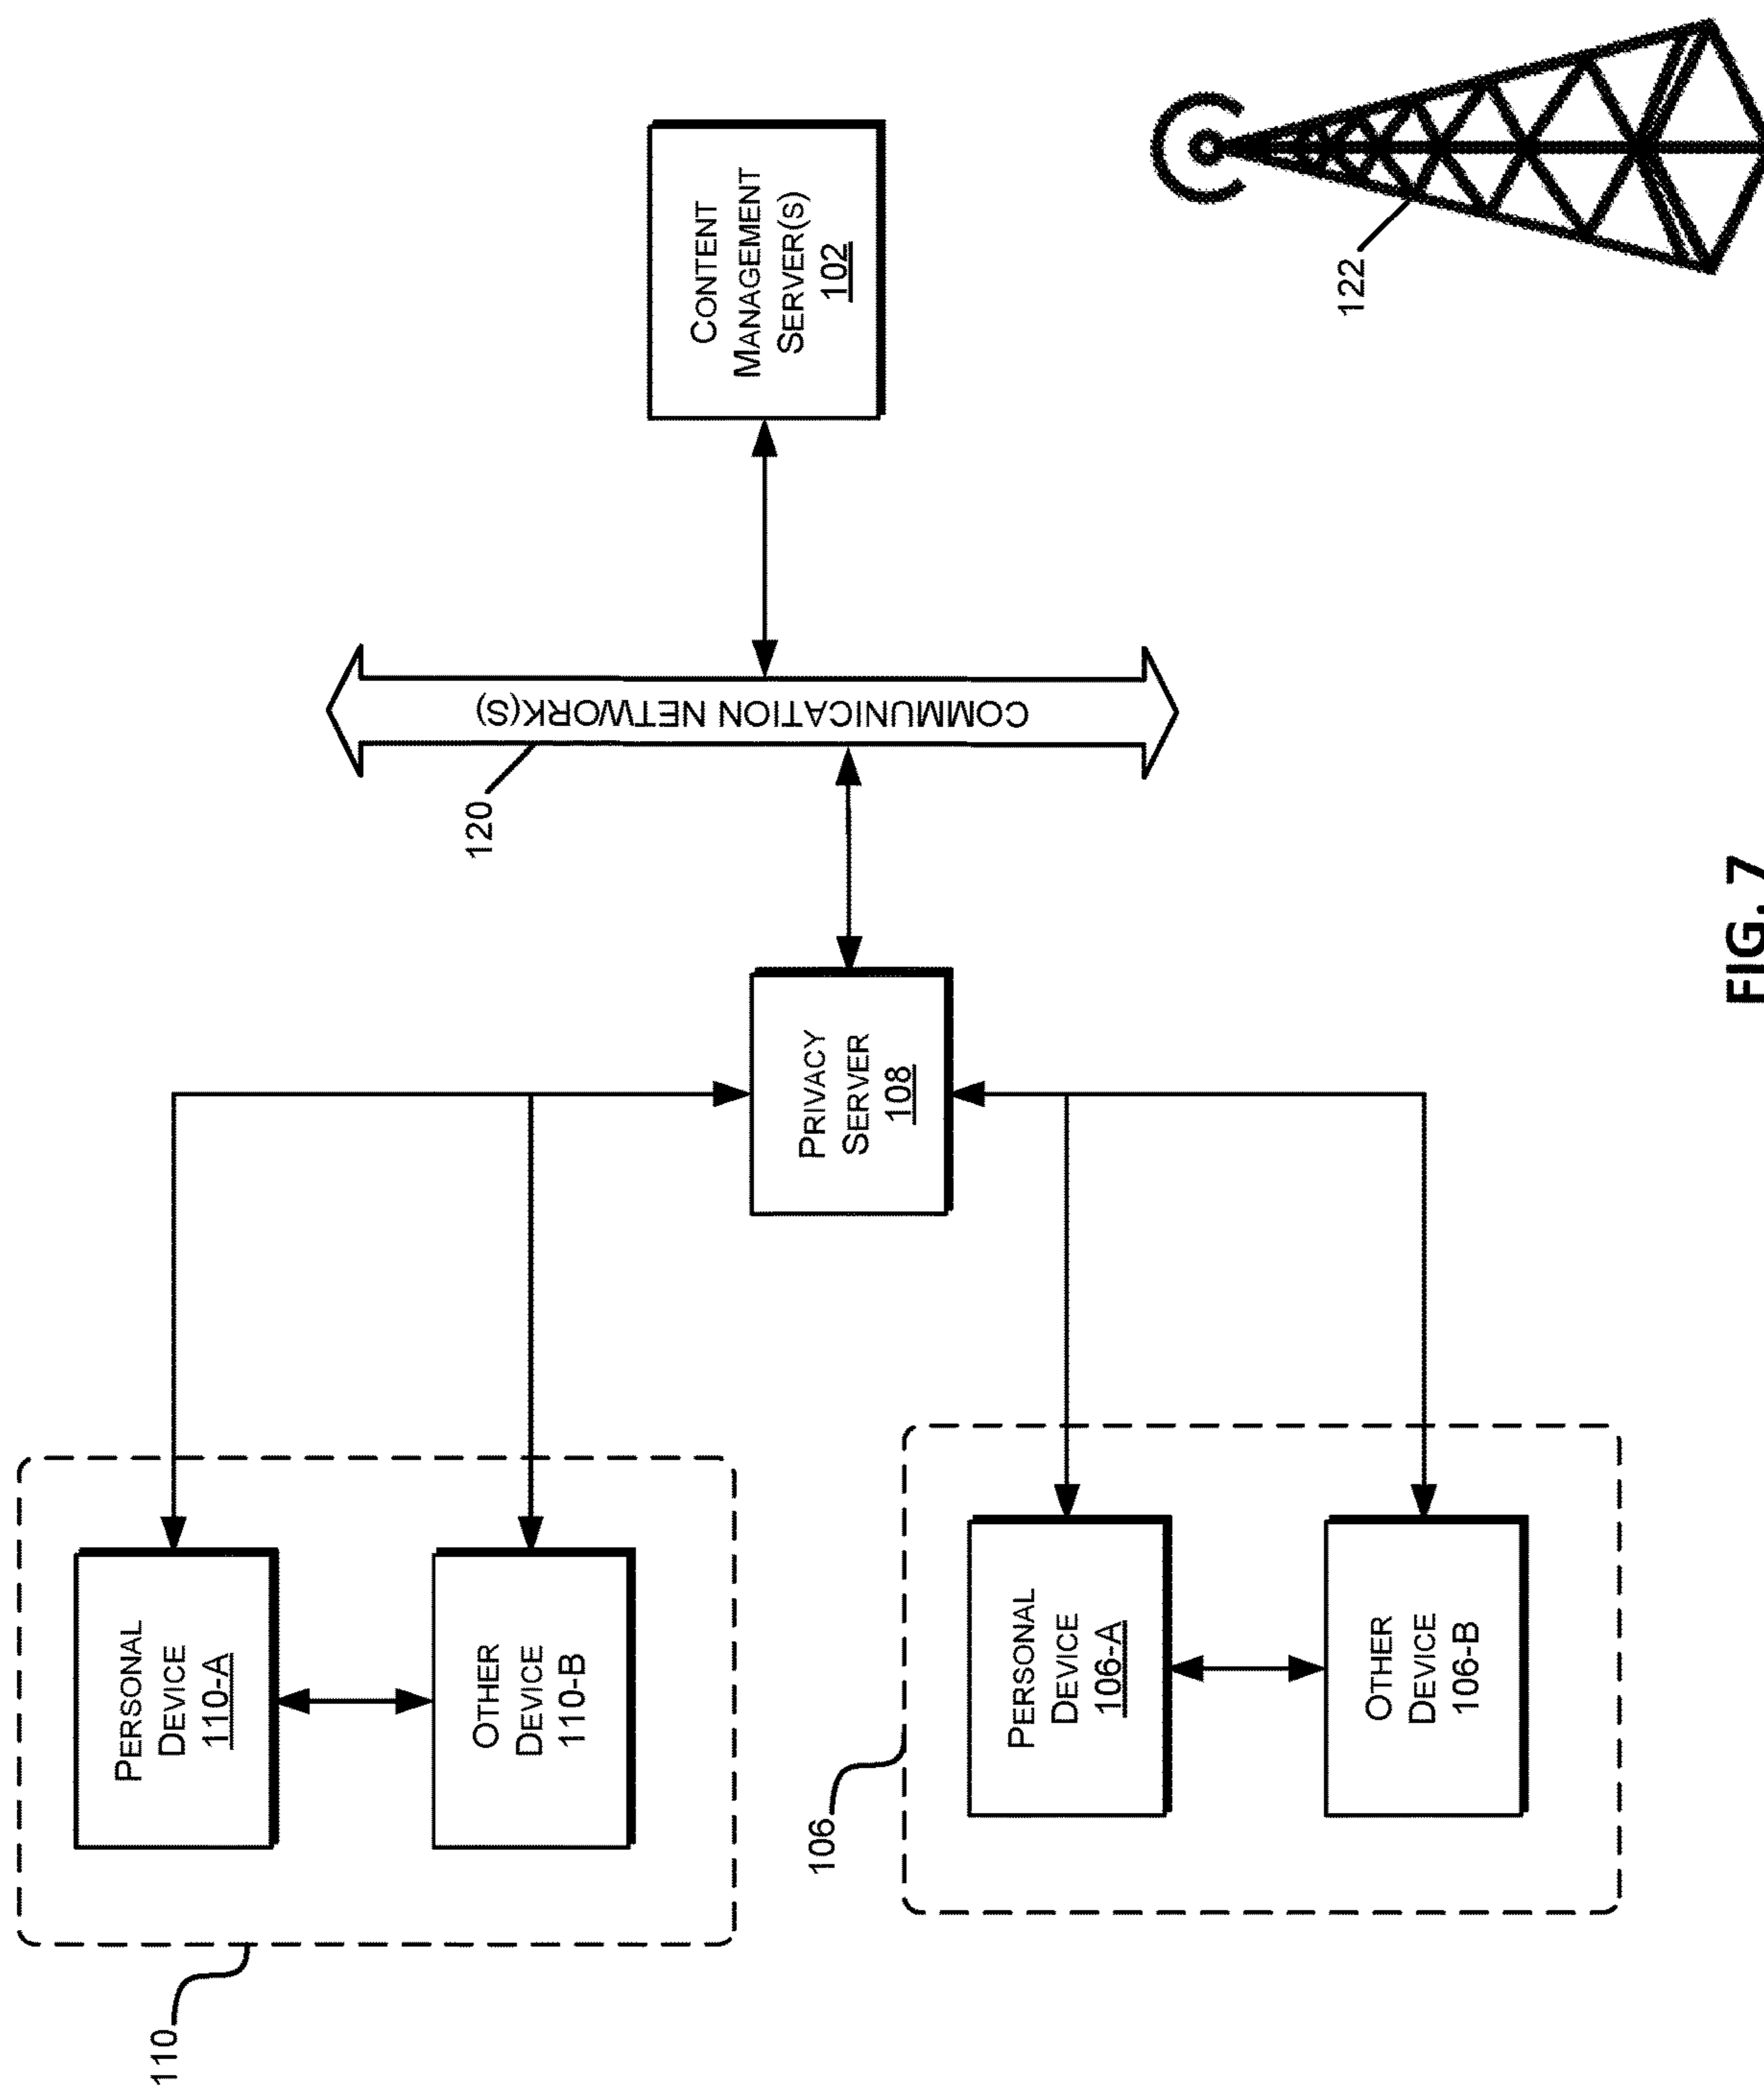 110
PERSONAL
DEVICE
110-A
OTHER
DEVICE
110-B
106
PERSONAL
DEVICE
106-A
OTHER
DEVICE
106-B
PRIVACY
SERVER
108
120
COMMUNICATION NETWORK(S)
CONTENT
MANAGEMENT
SERVER(S)
102
122
FIG. 7